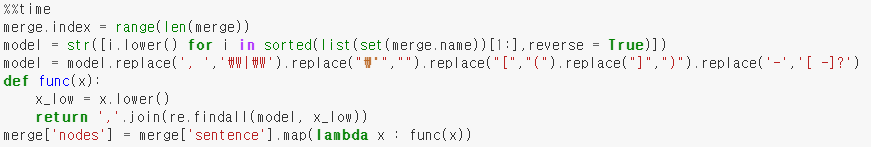 %%time
merge.index = range(len(merge))
model = str([i.lower() for i in sorted(list(set(merge.name))[1:],reverse = True)])
model = model.replace(', ','₩₩|₩₩').replace("₩'","").replace("[","(").replace("]",")").replace('-','[ -]?')
def func(x):
    x_low = x.lower()
    return ','.join(re.findall(model, x_low))
merge['nodes'] = merge['sentence'].map(lambda x : func(x))